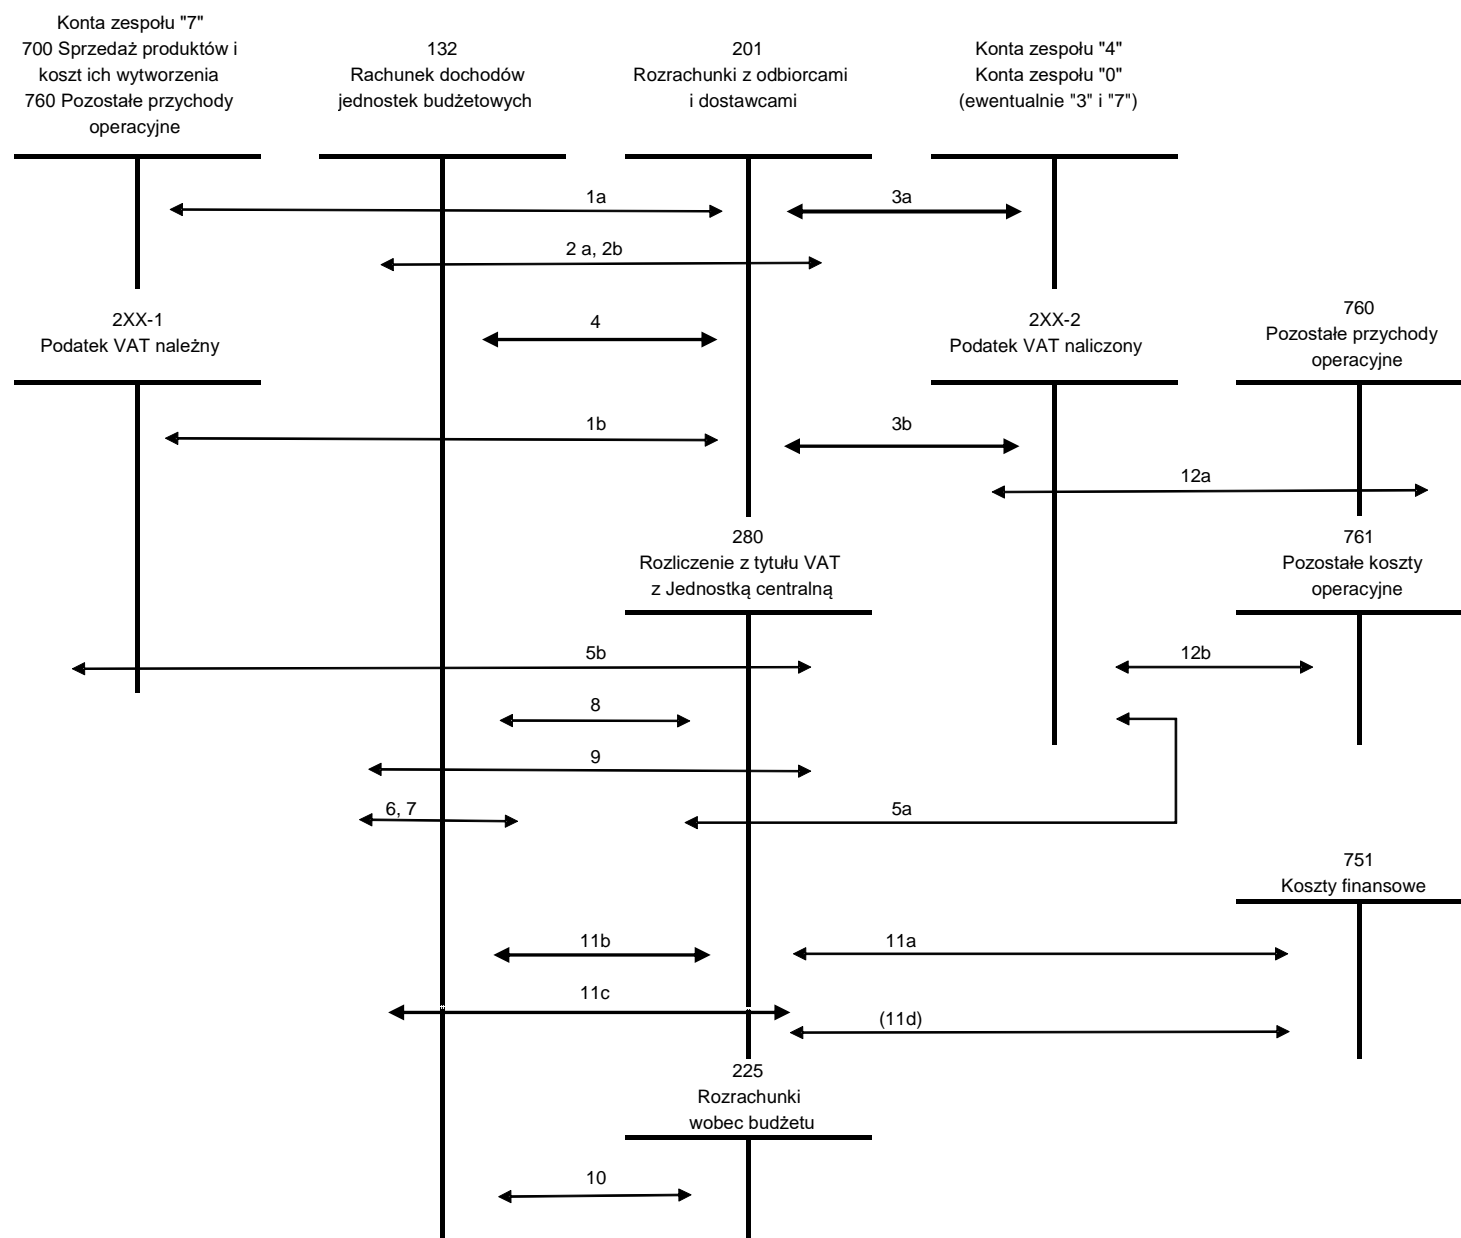 Konta zespołu "7"
700 Sprzedaż produktów i
koszt ich wytworzenia
760 Pozostałe przychody
operacyjne
132
Rachunek dochodów
jednostek budżetowych
201
Rozrachunki z odbiorcami
i dostawcami
Konta zespołu "4"
Konta zespołu "0"
(ewentualnie "3" i "7")
1a
3a
2 a, 2b
2XX-1
Podatek VAT należny
4
2XX-2
Podatek VAT naliczony
760
Pozostałe przychody
operacyjne
1b
3b
12a
280
Rozliczenie z tytułu VAT
z Jednostką centralną
761
Pozostałe koszty
operacyjne
5b
12b
8
9
6, 7
5a
751
Koszty finansowe
11b
11a
11c
(11d)
225
Rozrachunki
wobec budżetu
10